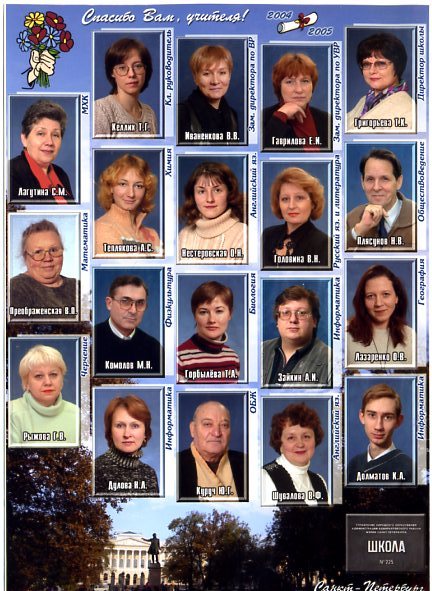 Спасибо Вам, учителя!
2004
2005
Келлих Т.Г.
Кл. руководитель
Иваненкова В.В.
Зам. директора по ВР
Гаврилова Е.И.
Зам. директора по УВР
Григорьева Т.Х.
Директор школы
Лагутина С.М.
МХК
Теплякова А.С.
Химия
Нестеровская О.Н.
Английский яз.
Головина В.Н.
Русский яз. и литература
Плясунов Н.В.
Обществоведение
Преображенская В.П.
Математика
Комолов М.Н.
Физкультура
Горбылёва Т.А.
Биология
Зайкин А.И.
Информатика
Лазаренко О.В.
География
Рыжова Г.В.
Черчение
Дулова Н.Л.
Информатика
ОБЖ
Шувалова О.Ф.
Английский яз.
Долматов К.А.
Информатика
ШКОЛА
№ 225
Санкт-Петербург